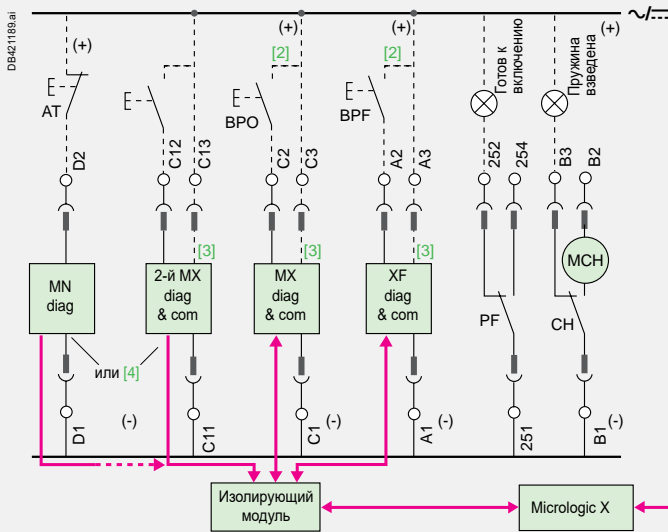 DB421189.ai
(+)
[2]
(+)
[2]
(+)
(+)
Готов к
включению
Пружина
взведена
AT
BPO
BPF
D2
C12
C13
C2
C3
A2
A3
252
254
B3
B2
[3]
[3]
[3]
MN
diag
2-й MX
diag
& com
MX
diag
& com
XF
diag
& com
MCH
PF
CH
или [4]
(-)
(-)
(-)
(-)
D1
C11
C1
A1
251
B1
Изолирующий
модуль
Micrologic X